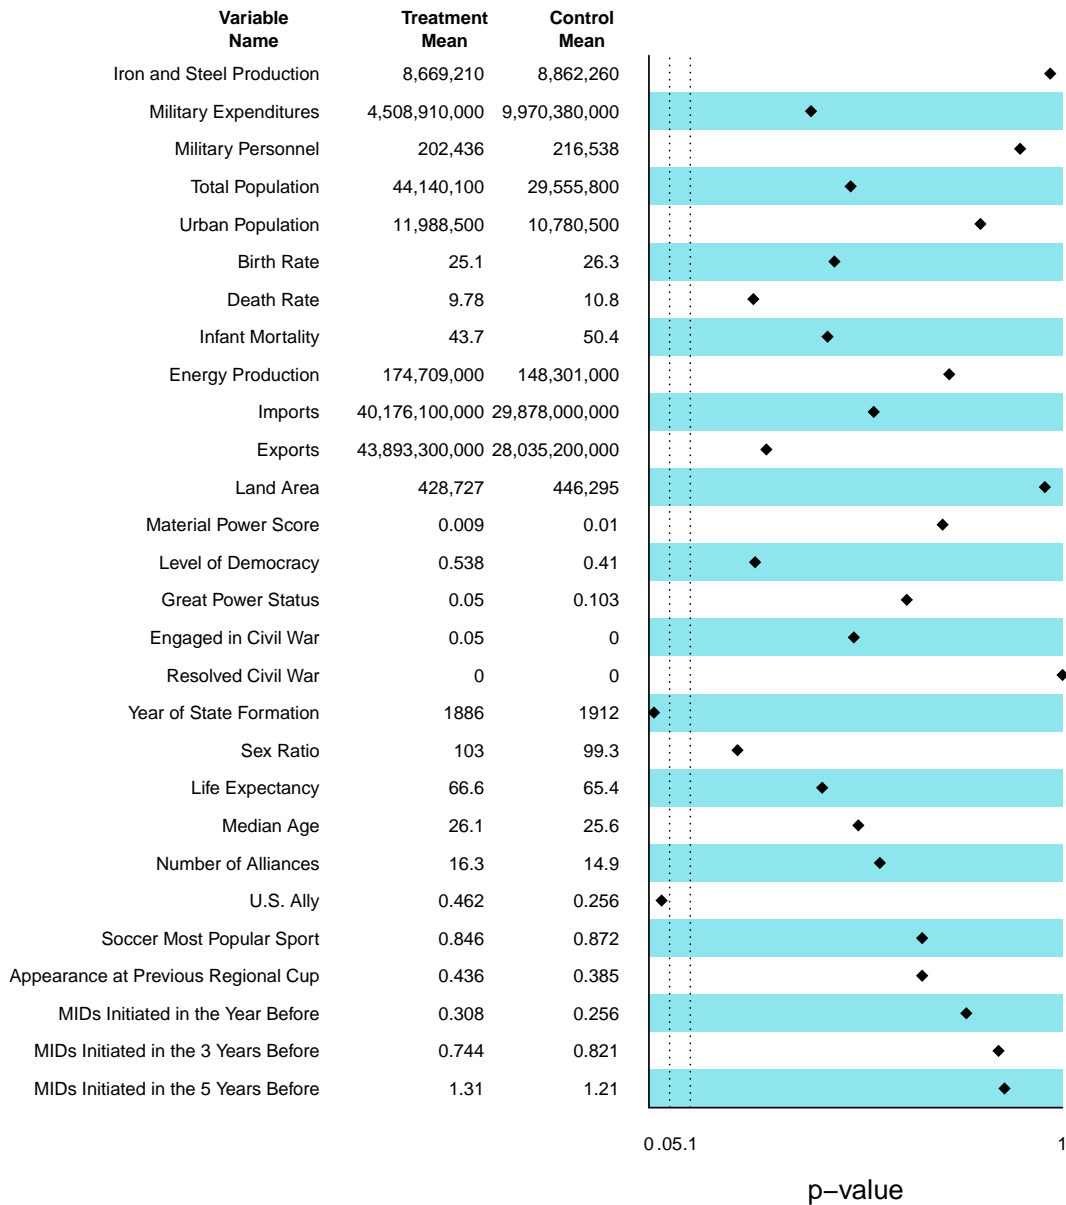 Variable Treatment Control
Name Mean Mean
Iron and Steel Production 8,669,210 8,862,260
Military Expenditures 4,508,910,000 9,970,380,000
Military Personnel 202,436 216,538
Total Population 44,140,100 29,555,800
Urban Population 11,988,500 10,780,500
Birth Rate 25.1 26.3
Death Rate 9.78 10.8
Infant Mortality 43.7 50.4
Energy Production 174,709,000 148,301,000
Imports 40,176,100,000 29,878,000,000
Exports 43,893,300,000 28,035,200,000
Land Area 428,727 446,295
Material Power Score 0.009 0.01
Level of Democracy 0.538 0.41
Great Power Status 0.05 0.103
Engaged in Civil War 0.05 0
Resolved Civil War 0 0
Year of State Formation 1886 1912
Sex Ratio 103 99.3
Life Expectancy 66.6 65.4
Median Age 26.1 25.6
Number of Alliances 16.3 14.9
U.S. Ally 0.462 0.256
Soccer Most Popular Sport 0.846 0.872
Appearance at Previous Regional Cup 0.436 0.385
MIDs Initiated in the Year Before 0.308 0.256
MIDs Initiated in the 3 Years Before 0.744 0.821
MIDs Initiated in the 5 Years Before 1.31 1.21
0 .05 .1 1
p−value